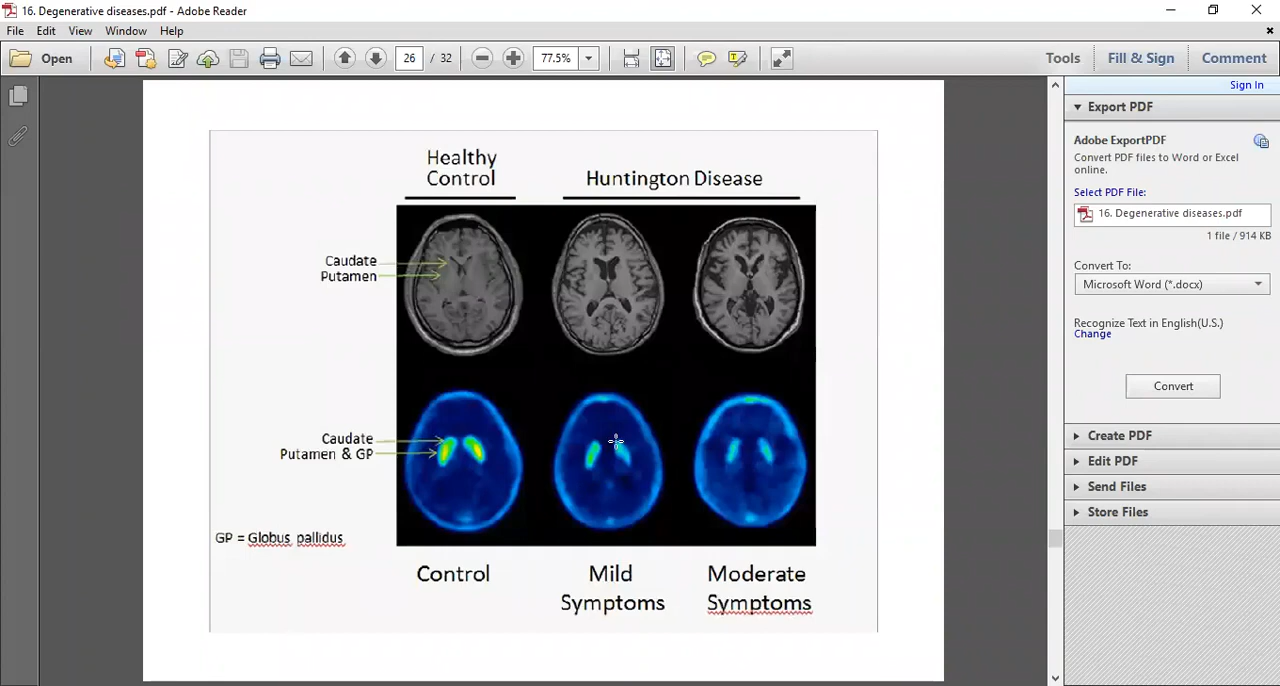 16. Degenerative diseases.pdf - Adobe Reader
File Edit View Window Help
Open 26 / 32 77.5% Tools Fill & Sign Comment
Sign In
Export PDF
Adobe ExportPDF
Convert PDF files to Word or Excel
online.
Select PDF File:
16. Degenerative diseases.pdf
1 file / 914 KB
Convert To:
Microsoft Word (*.docx)
Recognize Text in English(U.S.)
Change
Convert
Create PDF
Edit PDF
Send Files
Store Files
Healthy
Control
Huntington Disease
Caudate
Putamen
Caudate
Putamen & GP
GP = Globus pallidus
Control
Mild
Symptoms
Moderate
Symptoms